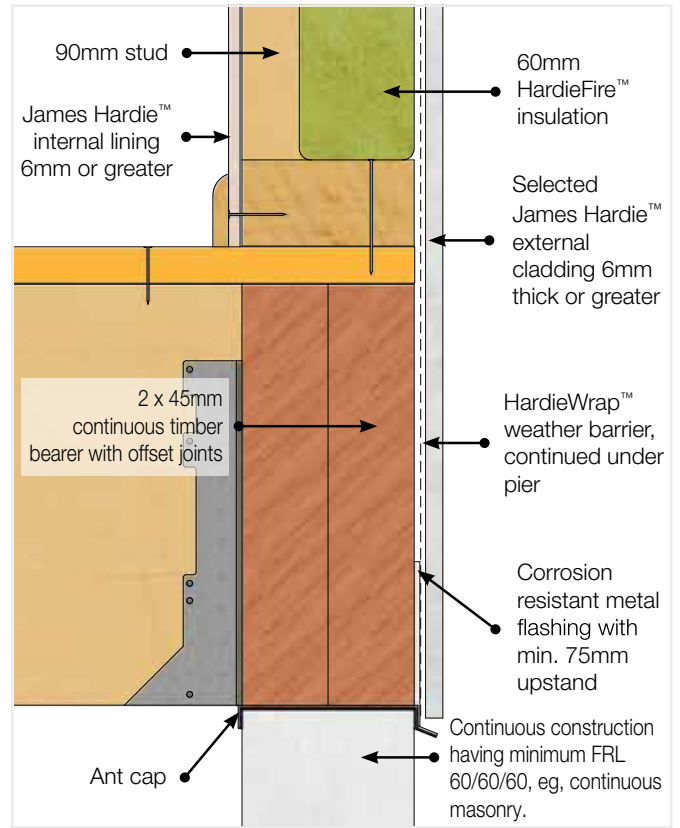 90mm stud
James Hardie™
internal lining
6mm or greater
60mm
HardieFire™
insulation
Selected
James Hardie™
external
cladding 6mm
thick or greater
2 x 45mm
continuous timber
bearer with offset joints
HardieWrap™
weather barrier,
continued under
pier
Corrosion
resistant metal
flashing with
min. 75mm
upstand
Ant cap
Continuous construction
having minimum FRL
60/60/60, eg, continuous
masonry.